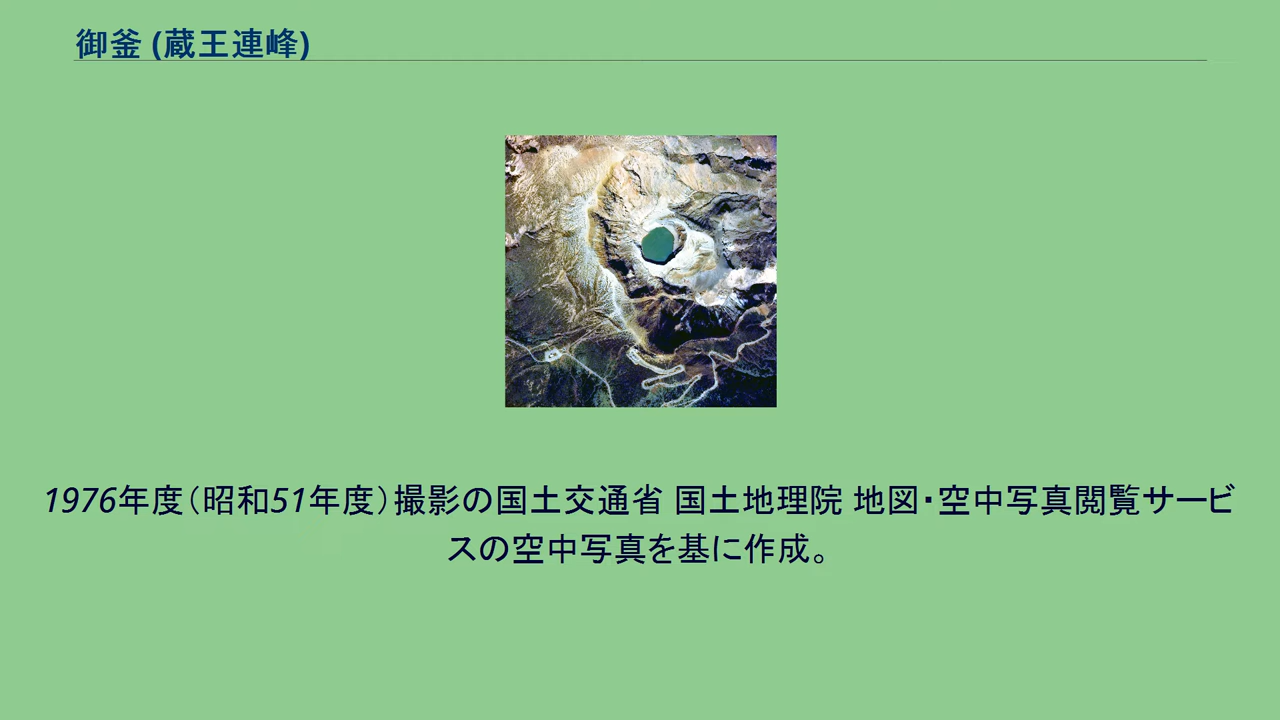 御釜 (蔵王連峰)
1976年度（昭和51年度）撮影の国土交通省 国土地理院 地図・空中写真閲覧サービ
スの空中写真を基に作成。